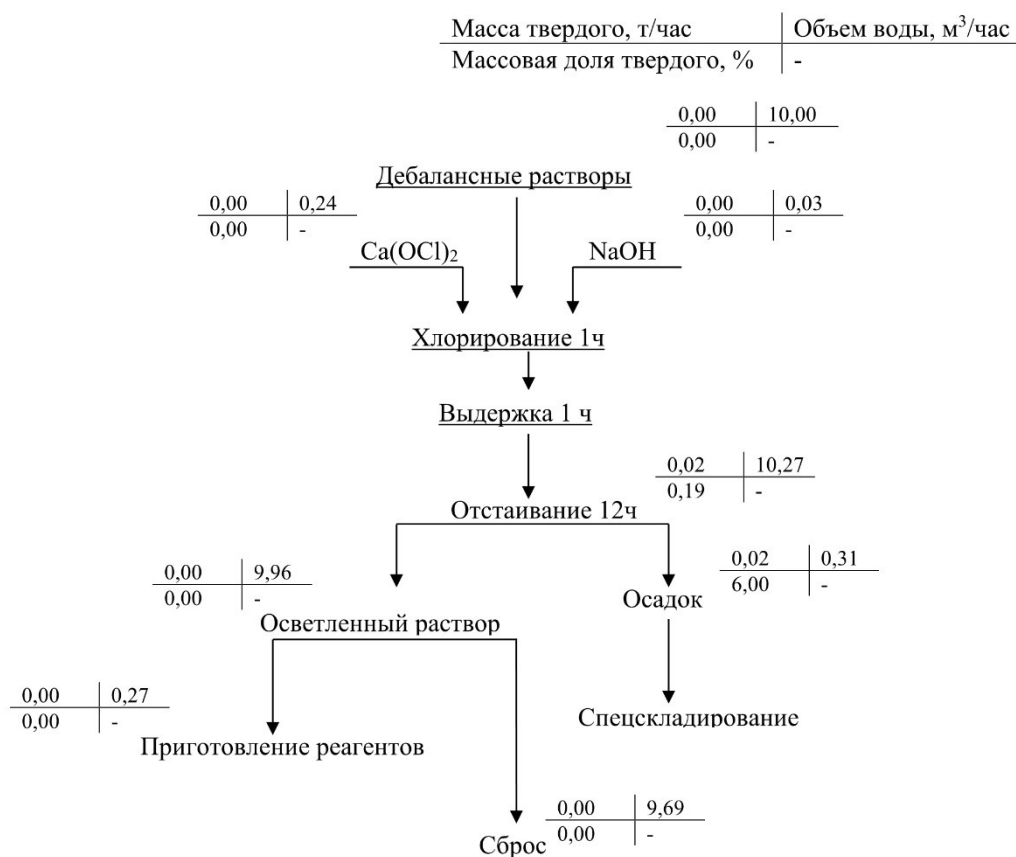 Масса твердого, т/час Объем воды, м³/час
Массовая доля твердого, % -
0,00 10,00
0,00 -
Дебалансные растворы
0,00 0,24
0,00 -
0,00 0,03
0,00 -
Ca(OCl)₂ NaOH
Хлорирование 1ч
Выдержка 1 ч
0,02 10,27
0,19 -
Отстаивание 12ч
0,00 9,96
0,00 -
0,02 0,31
6,00 -
Осадок
Осветленный раствор
0,00 0,27
0,00 -
Спецскладирование
Приготовление реагентов
0,00 9,69
0,00 -
Сброс